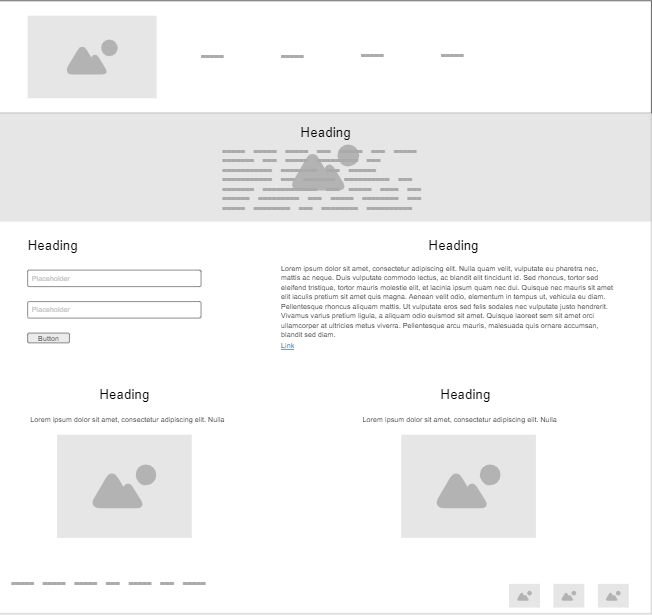 Heading
Heading
Placeholder
Placeholder
Button
Heading
Lorem ipsum dolor sit amet, consectetur adipiscing elit. Nulla quam velit, vulputate eu pharetra nec,
mattis ac neque. Duis vulputate commodo lectus, ac blandit elit tincidunt id. Sed rhoncus, tortor sed
eleifend tristique, tortor mauris molestie elit, et lacinia ipsum quam nec dui. Quisque nec mauris sit amet
elit iaculis pretium sit amet quis magna. Aenean velit odio, elementum in tempus ut, vehicula eu diam.
Pellentesque rhoncus aliquam mattis. Ut vulputate eros sed felis sodales nec vulputate justo hendrerit.
Vivamus varius pretium ligula, a aliquam odio euismod sit amet. Quisque laoreet sem sit amet orci
ullamcorper at ultricies metus viverra. Pellentesque arcu mauris, malesuada quis ornare accumsan,
blandit sed diam.
Link
Heading
Lorem ipsum dolor sit amet, consectetur adipiscing elit. Nulla
Heading
Lorem ipsum dolor sit amet, consectetur adipiscing elit. Nulla